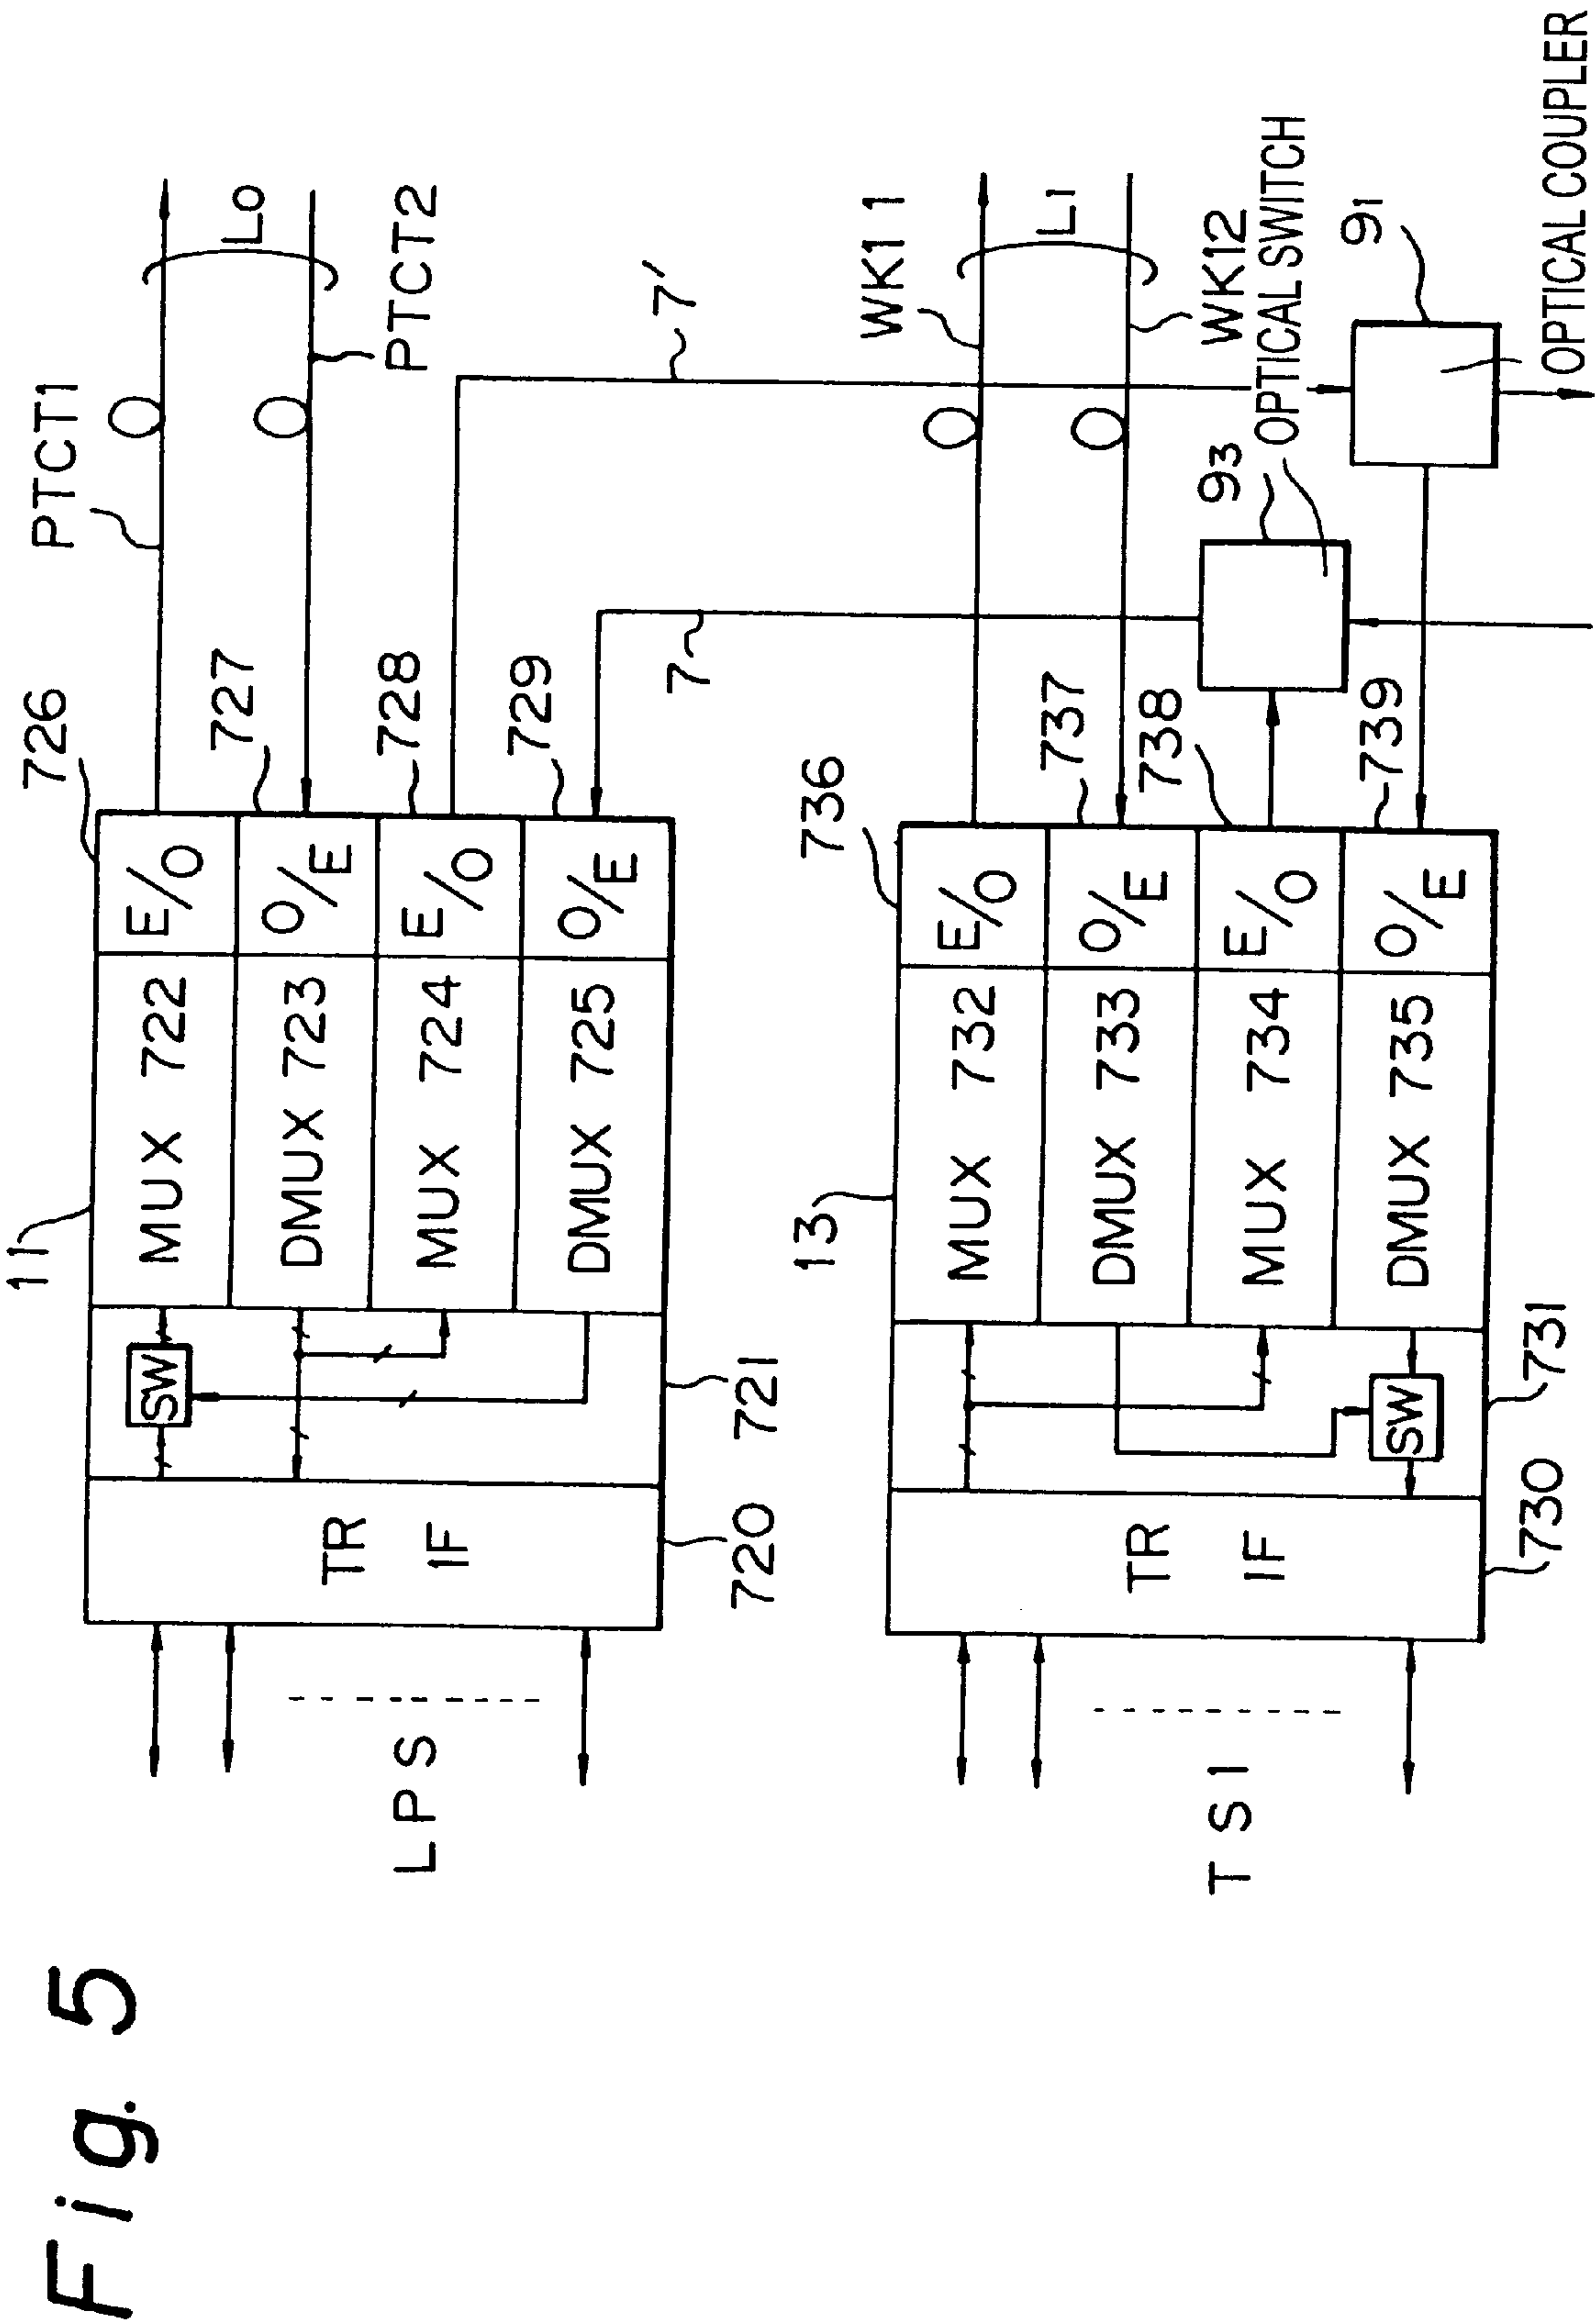 Fig. 5
PTCT1
L0
PTCT2
726
727
728
729
7'
7
11
E/O
O/E
E/O
O/E
MUX 722
DMUX 723
MUX 724
DMUX 725
SW
721
TR
IF
720
LPS
WK11
L1
WK12
OPTICAL SWITCH
91
OPTICAL COUPLER
93
736
737
738
739
13
E/O
O/E
E/O
O/E
MUX 732
DMUX 733
MUX 734
DMUX 735
SW
731
TR
IF
730
TS1